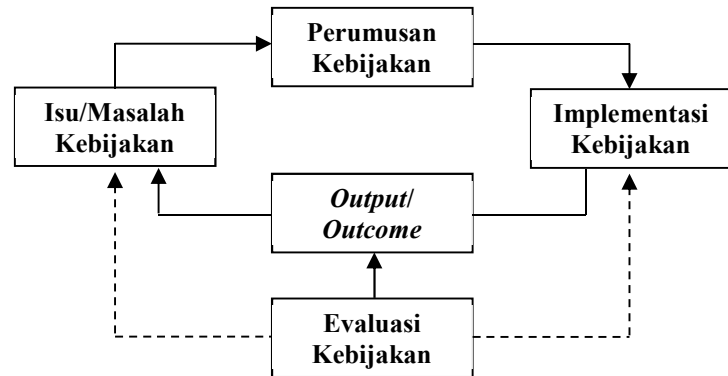 Perumusan
Kebijakan
Isu/Masalah
Kebijakan
Implementasi
Kebijakan
Output/
Outcome
Evaluasi
Kebijakan